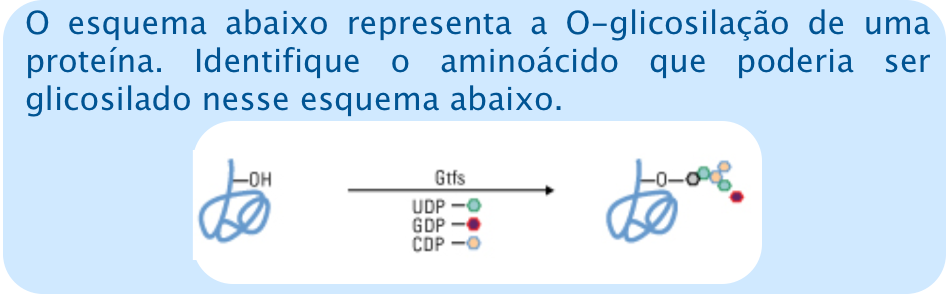 O esquema abaixo representa a O-glicosilação de uma
proteína. Identifique o aminoácido que poderia ser
glicosilado nesse esquema abaixo.
OH
Gtfs
UDP
GDP
CDP
O